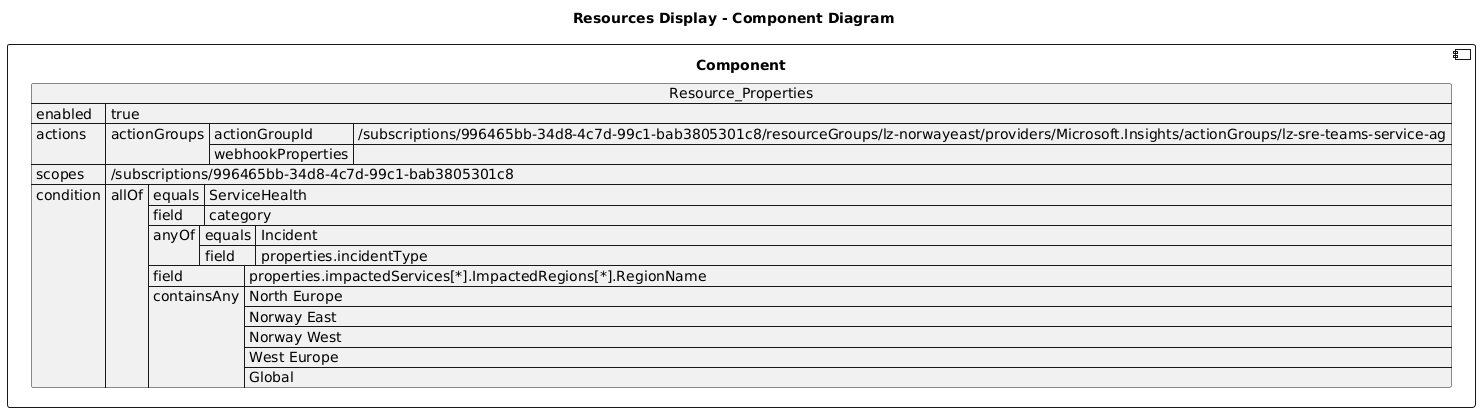 Resources Display - Component Diagram
Component
Resource_Properties
enabled true
actions actionGroups actionGroupId /subscriptions/996465bb-34d8-4c7d-99c1-bab3805301c8/resourceGroups/lz-norwayeast/providers/Microsoft.Insights/actionGroups/lz-sre-teams-service-ag
webhookProperties
scopes /subscriptions/996465bb-34d8-4c7d-99c1-bab3805301c8
condition allOf equals ServiceHealth
field category
anyOf equals Incident
field properties.incidentType
field properties.impactedServices[*].ImpactedRegions[*].RegionName
containsAny North Europe
Norway East
Norway West
West Europe
Global